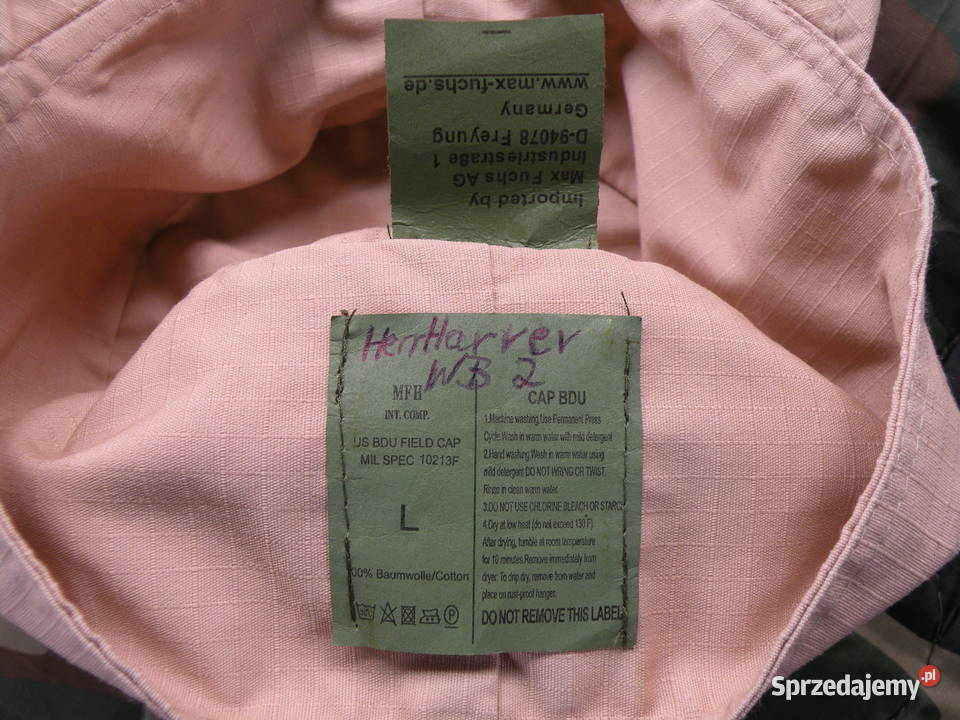 Imported by
Max Fuchs AG
Industriestraße 1
D-94078 Freyung
Germany
www.max-fuchs.de
Herr Harver
WB 2
MFH
INT. COMP.
US BDU FIELD CAP
MIL SPEC 10213F
L
00% Baumwolle/Cotton
CAP BDU
1.Machine washing.Use Permanent Press
Cycle.Wash in warm water with mild detergent
2.Hand washing.Wash in warm water using
mild detergent.DO NOT WRING OR TWIST.
Rinse in clean warm water.
3.DO NOT USE CHLORINE BLEACH OR STARC
4.Dry at low heat (do not exceed 130°F)
After drying, tumble at room temperature
for 10 minutes.Remove immediately from
dryer. To drip dry, remove from water and
place on rust-proof hanger.
DO NOT REMOVE THIS LABEL
Sprzedajemy.pl